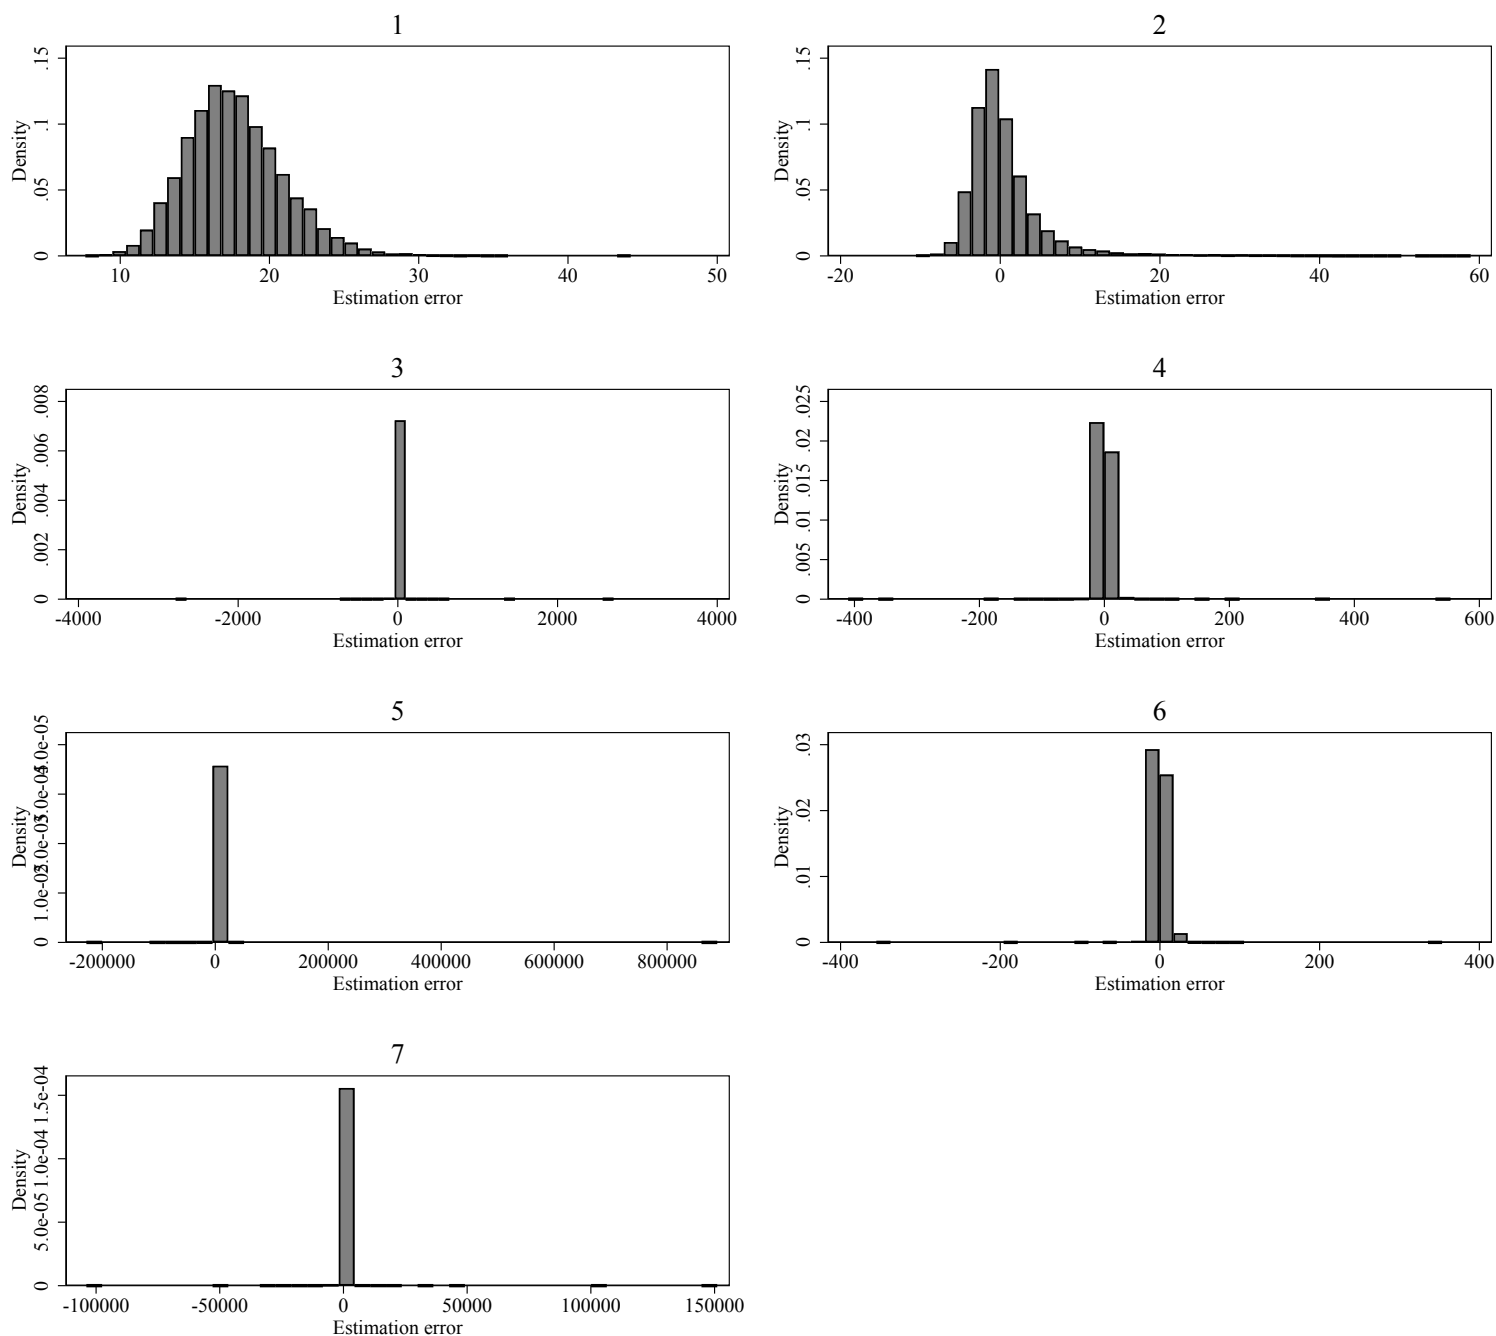 1
Density
0 .05 .1 .15
10 20 30 40 50
Estimation error
2
Density
0 .05 .1 .15
-20 0 20 40 60
Estimation error
3
Density
0 .002 .004 .006 .008
-4000 -2000 0 2000 4000
Estimation error
4
Density
0 .005 .01 .015 .02 .025
-400 -200 0 200 400 600
Estimation error
5
Density
0 1.0e-05
-200000 0 200000 400000 600000 800000
Estimation error
6
Density
0 .01 .02 .03
-400 -200 0 200 400
Estimation error
7
Density
0 5.0e-05 1.0e-04 1.5e-04
-100000 -50000 0 50000 100000 150000
Estimation error